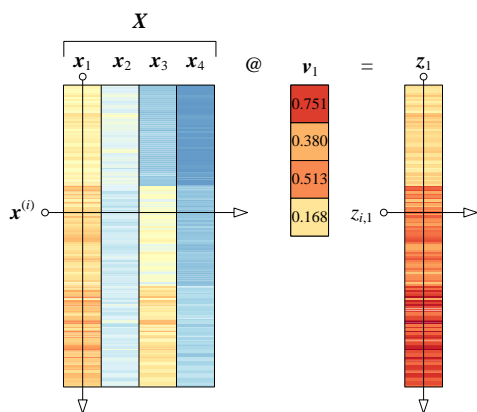 X
x₁ x₂ x₃ x₄ @ v₁ = z₁
0.751
0.380
0.513
x⁽ⁱ⁾ zᵢ,₁
0.168